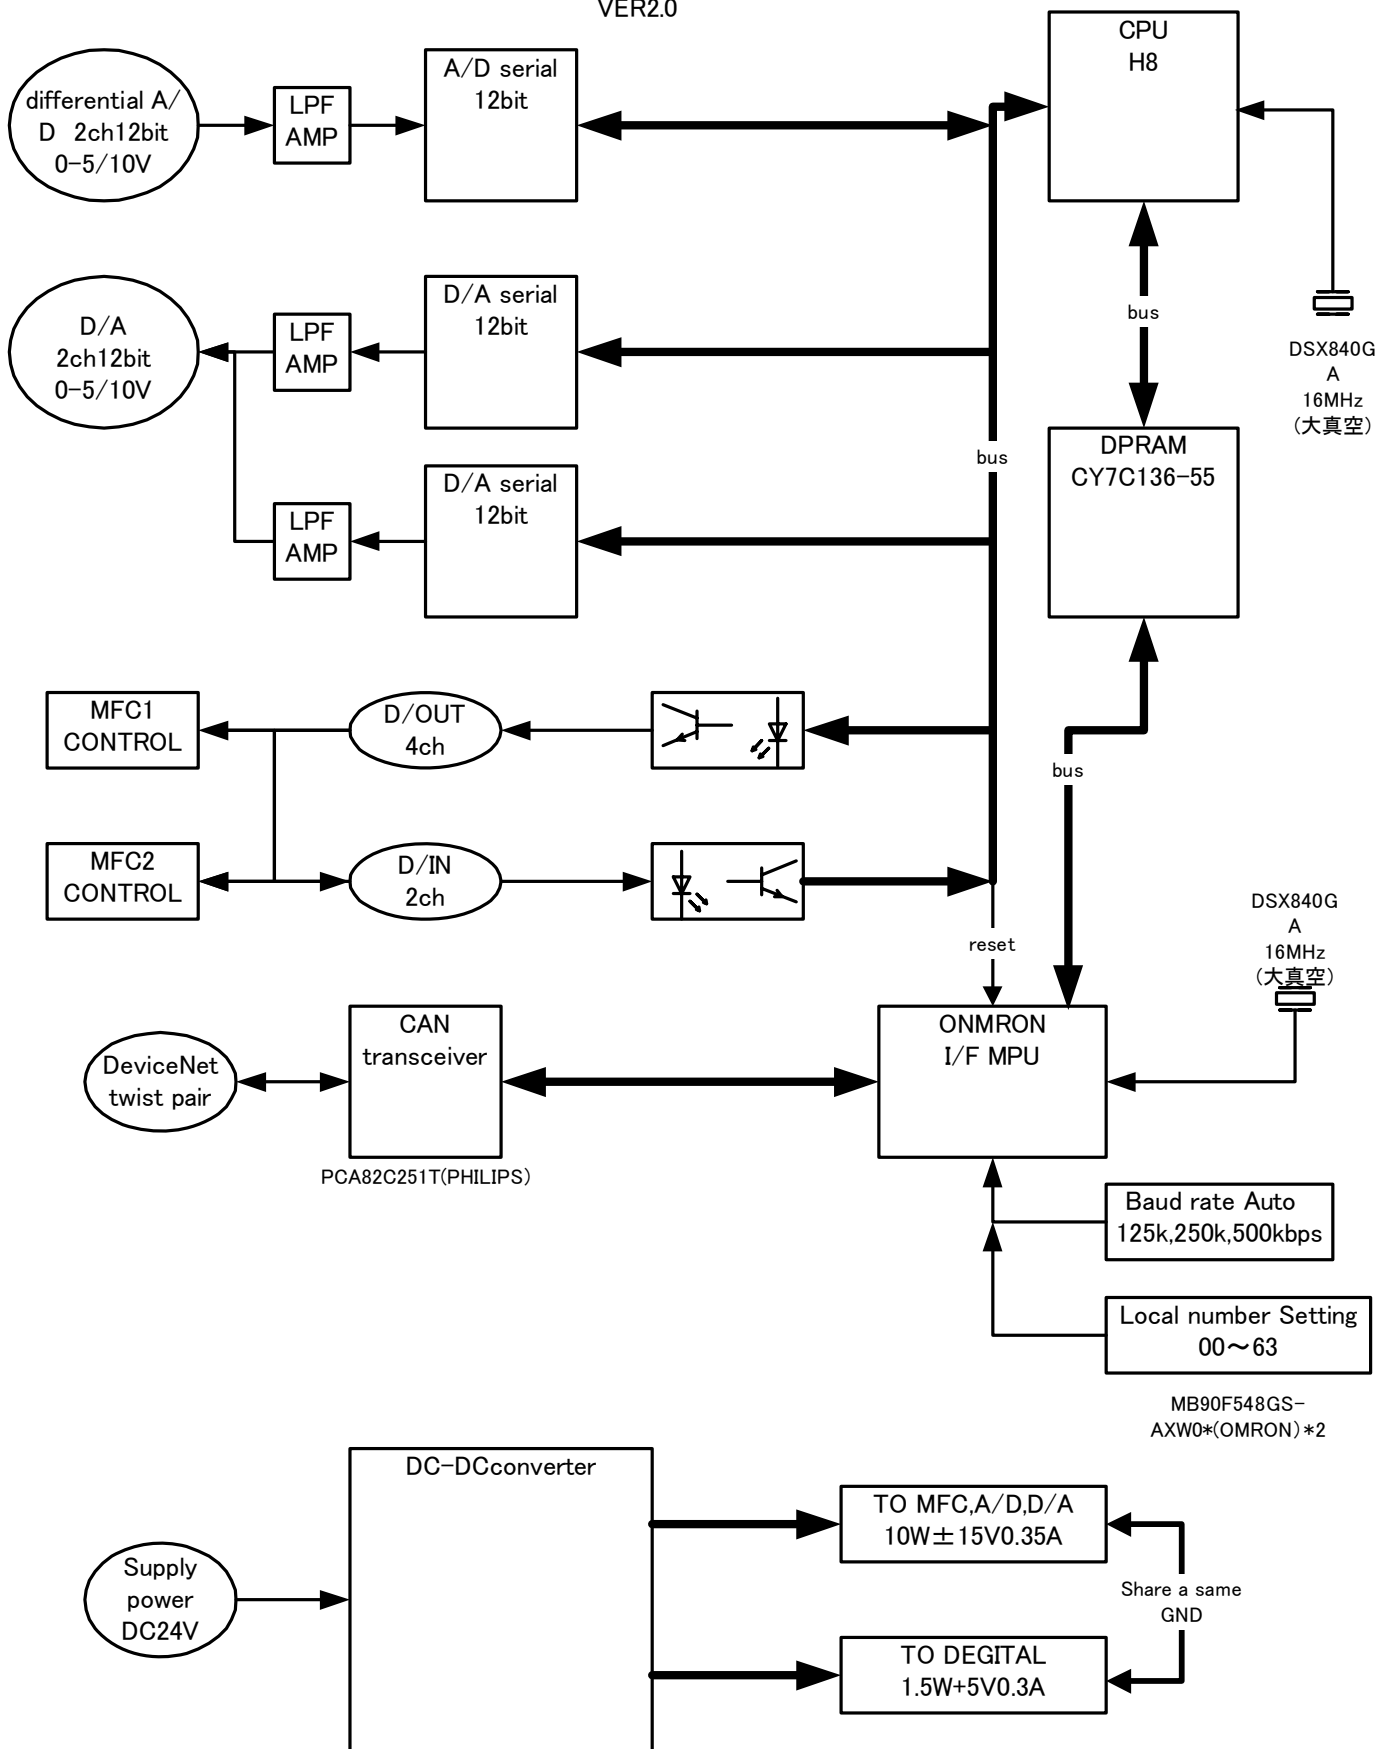 VER2.0
CPU
H8
A/D serial
12bit
differential A/
D 2ch12bit
0-5/10V
LPF
AMP
D/A serial
12bit
D/A
2ch12bit
0-5/10V
LPF
AMP
bus
DSX840G
A
16MHz
(大真空)
DPRAM
CY7C136-55
bus
D/A serial
12bit
LPF
AMP
MFC1
CONTROL
D/OUT
4ch
bus
MFC2
CONTROL
D/IN
2ch
reset
DSX840G
A
16MHz
(大真空)
CAN
transceiver
ONMRON
I/F MPU
DeviceNet
twist pair
PCA82C251T(PHILIPS)
Baud rate Auto
125k,250k,500kbps
Local number Setting
00～63
MB90F548GS-
AXW0*(OMRON)*2
DC-DCconverter
TO MFC,A/D,D/A
10W±15V0.35A
Supply
power
DC24V
Share a same
GND
TO DEGITAL
1.5W+5V0.3A